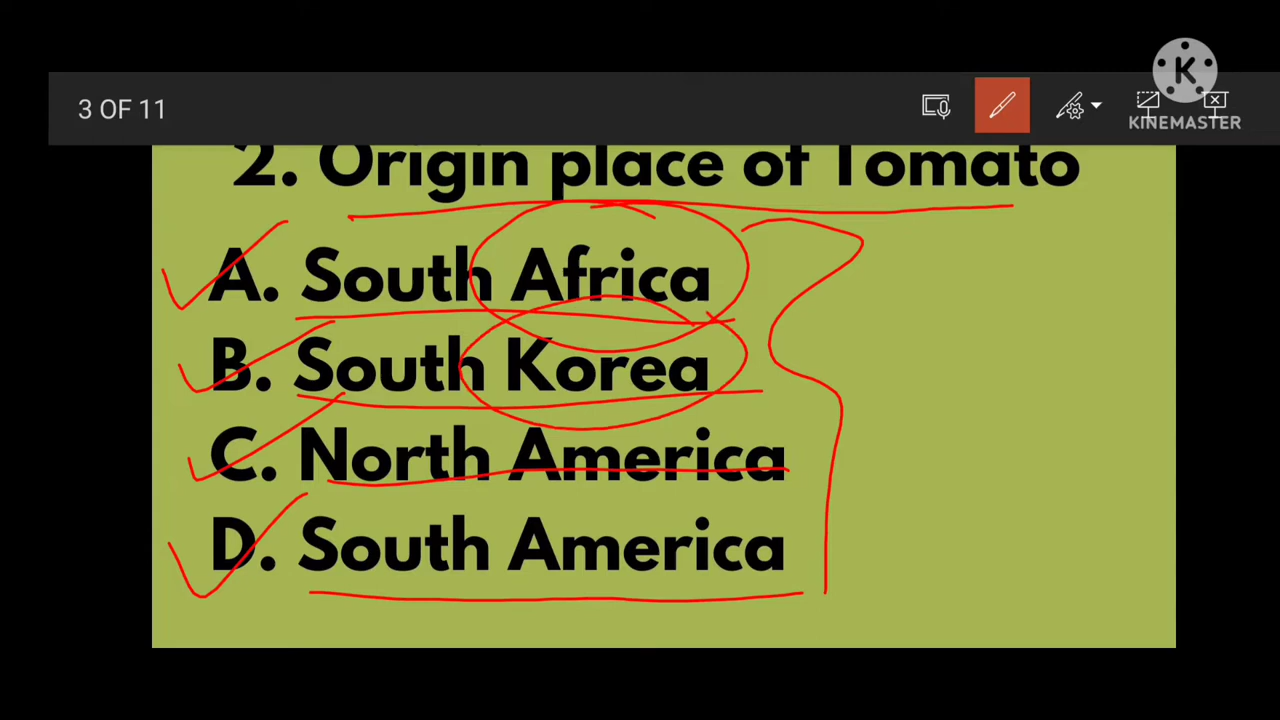 3 OF 11
K
KINEMASTER
2. Origin place of Tomato
A. South Africa
B. South Korea
C. North America
D. South America